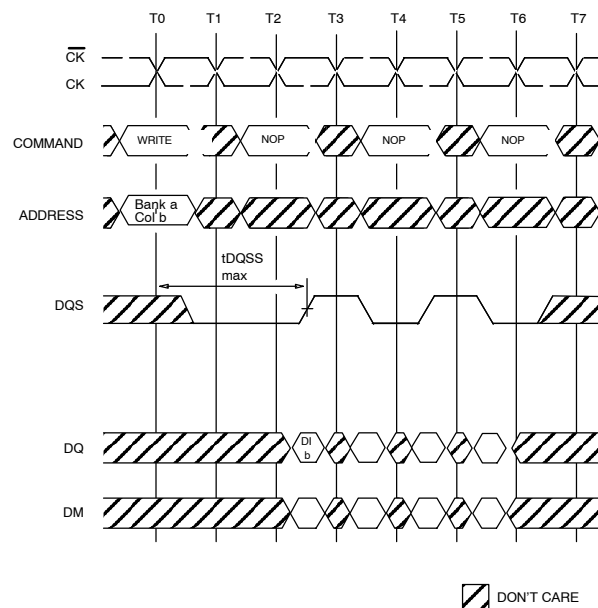 T0 T1 T2 T3 T4 T5 T6 T7
CK
CK
COMMAND WRITE NOP NOP NOP
ADDRESS Bank a
Col b
tDQSS
max
DQS
DQ DI
b
DM
DON'T CARE